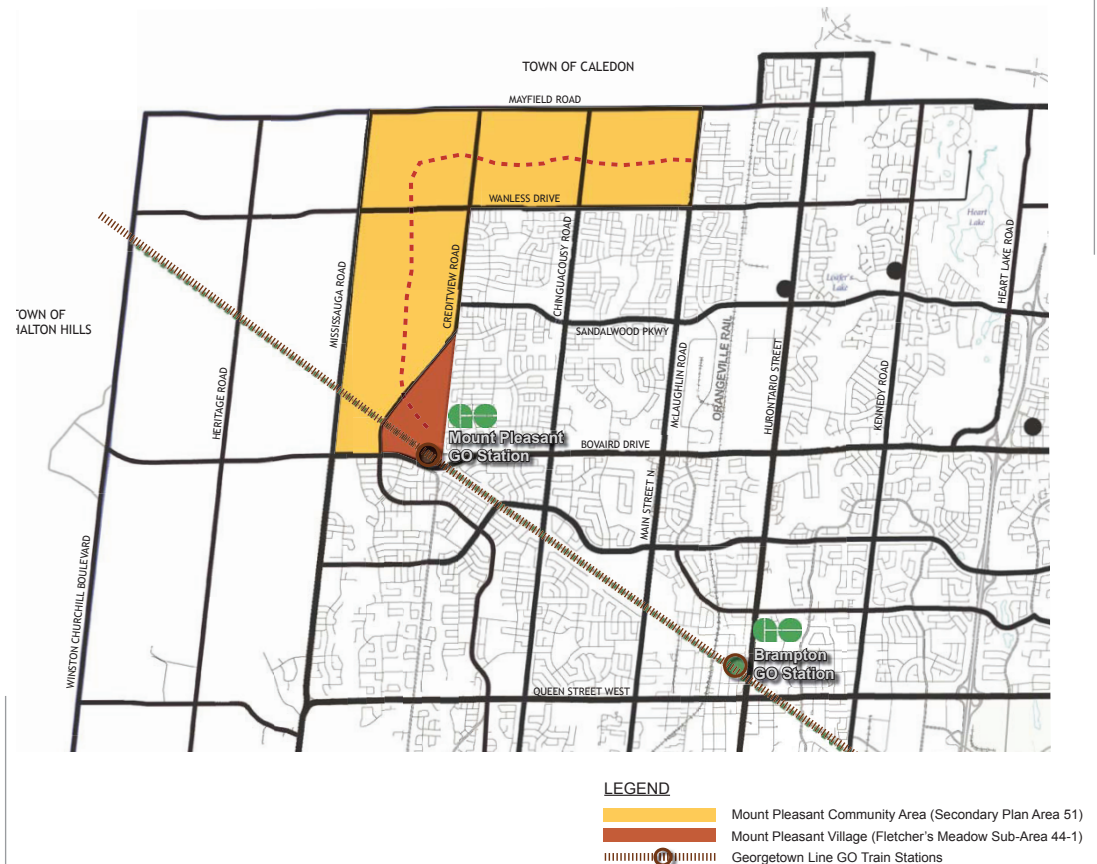 TOWN OF CALEDON
MAYFIELD ROAD
WANLESS DRIVE
Heart
Lake
HEART LAKE ROAD
CHINGUACOUSY ROAD
CREDITVIEW ROAD
MISSISSAUGA ROAD
Loafer's
Lake
TOWN OF
HALTON HILLS
SANDALWOOD PKWY
ORANGEVILLE RAIL
McLAUGHLIN ROAD
HURONTARIO STREET
KENNEDY ROAD
HERITAGE ROAD
GO
Mount Pleasant
GO Station
BOVAIRD DRIVE
MAIN STREET N
WINSTON CHURCHILL BOULEVARD
GO
Brampton
GO Station
QUEEN STREET WEST
LEGEND
Mount Pleasant Community Area (Secondary Plan Area 51)
Mount Pleasant Village (Fletcher's Meadow Sub-Area 44-1)
Georgetown Line GO Train Stations